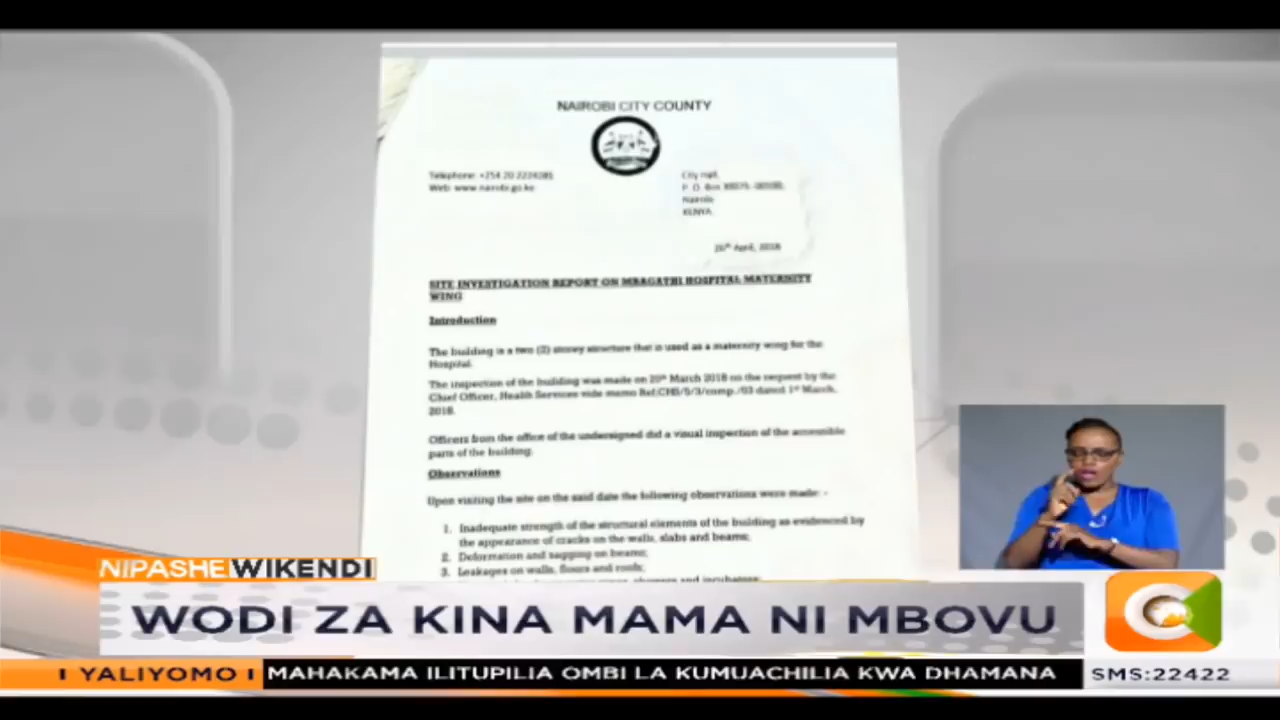 NAIROBI CITY COUNTY
Telephone: +254 20
Web: www.nairobi.go.ke
City Hall,
P. O. Box
Nairobi
KENYA
April, 2018
SITE INVESTIGATION REPORT ON MBAGATHI HOSPITAL MATERNITY
WING
Introduction
The building is a two (2) storey structure that is used as a maternity wing for the
Hospital.
The inspection of the building was made on 20th March 2018 on the request by the
Chief Officer, Health Services vide memo dated 1st March,
2018.
Officers from the office of the undersigned did a visual inspection of the accessible
parts of the building.
Observations
Upon visiting the site on the said date the following observations were made: -
1. Inadequate strength of the structural elements of the building as evidenced by
the appearance of cracks on the walls, slabs and beams;
2. Deformation and sagging on beams;
3. Leakages on walls, floors and roofs;
NIPASHE WIKENDI
WODI ZA KINA MAMA NI MBOVU
YALIYOMO
MAHAKAMA ILITUPILIA OMBI LA KUMUACHILIA KWA DHAMANA
SMS:22422